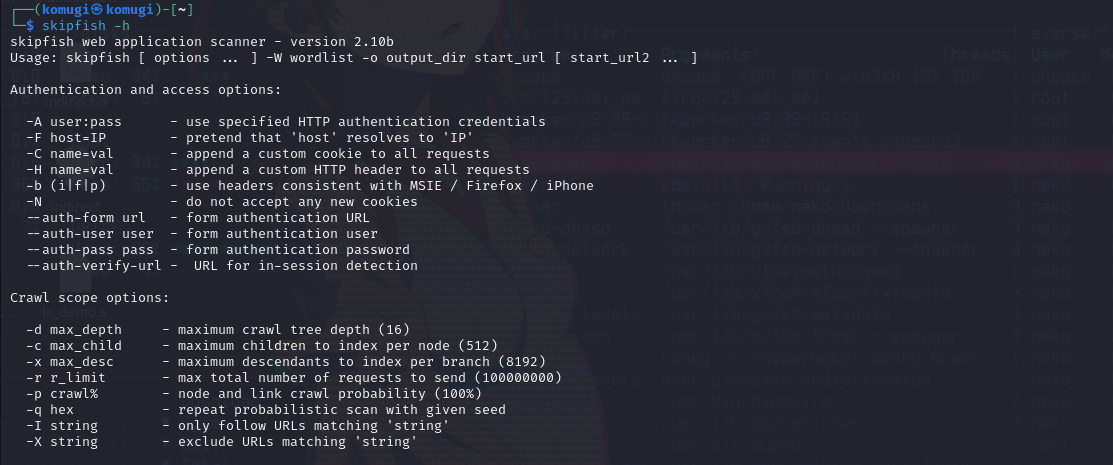 ┌──(komugi㉿komugi)-[~]
└─$ skipfish -h
skipfish web application scanner - version 2.10b
Usage: skipfish [ options ... ] -W wordlist -o output_dir start_url [ start_url2 ... ]

Authentication and access options:

  -A user:pass      - use specified HTTP authentication credentials
  -F host=IP        - pretend that 'host' resolves to 'IP'
  -C name=val       - append a custom cookie to all requests
  -H name=val       - append a custom HTTP header to all requests
  -b (i|f|p)        - use headers consistent with MSIE / Firefox / iPhone
  -N                - do not accept any new cookies
  --auth-form url   - form authentication URL
  --auth-user user  - form authentication user
  --auth-pass pass  - form authentication password
  --auth-verify-url -  URL for in-session detection

Crawl scope options:

  -d max_depth     - maximum crawl tree depth (16)
  -c max_child     - maximum children to index per node (512)
  -x max_desc      - maximum descendants to index per branch (8192)
  -r r_limit       - max total number of requests to send (100000000)
  -p crawl%        - node and link crawl probability (100%)
  -q hex           - repeat probabilistic scan with given seed
  -I string        - only follow URLs matching 'string'
  -X string        - exclude URLs matching 'string'